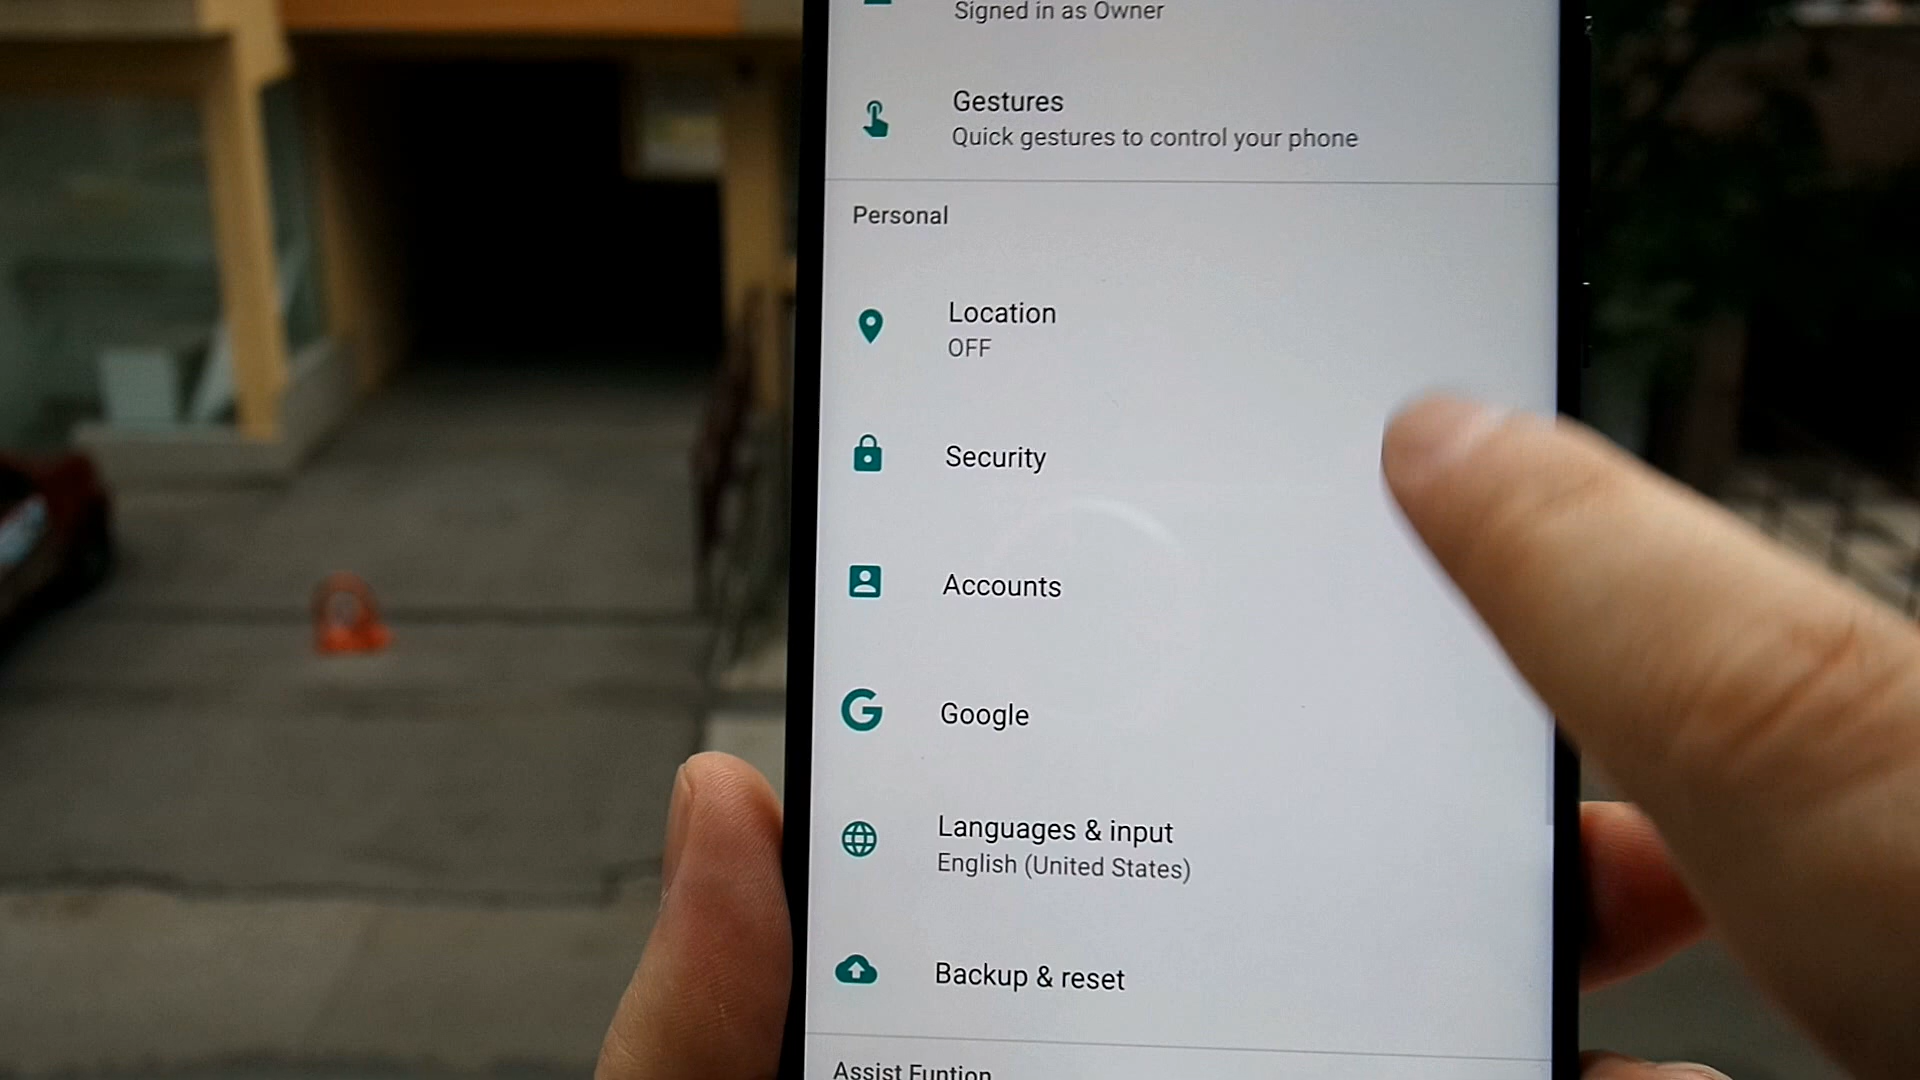 Signed in as Owner
Gestures
Quick gestures to control your phone
Personal
Location
OFF
Security
Accounts
Google
Languages & input
English (United States)
Backup & reset
Assist Funtion